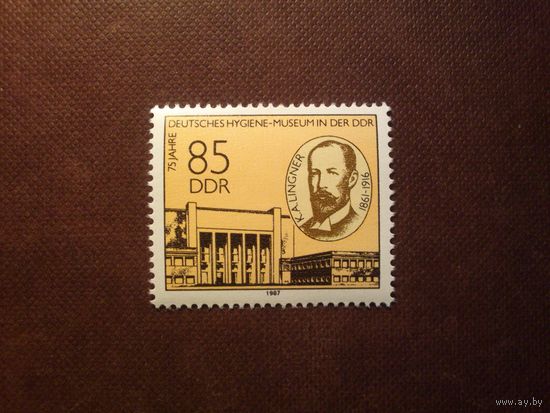 DEUTSCHES HYGIENE-MUSEUM IN DER DDR
75 JAHRE
85
DDR
K.A.LINGNER
1861-1916
1987
www.ay.by